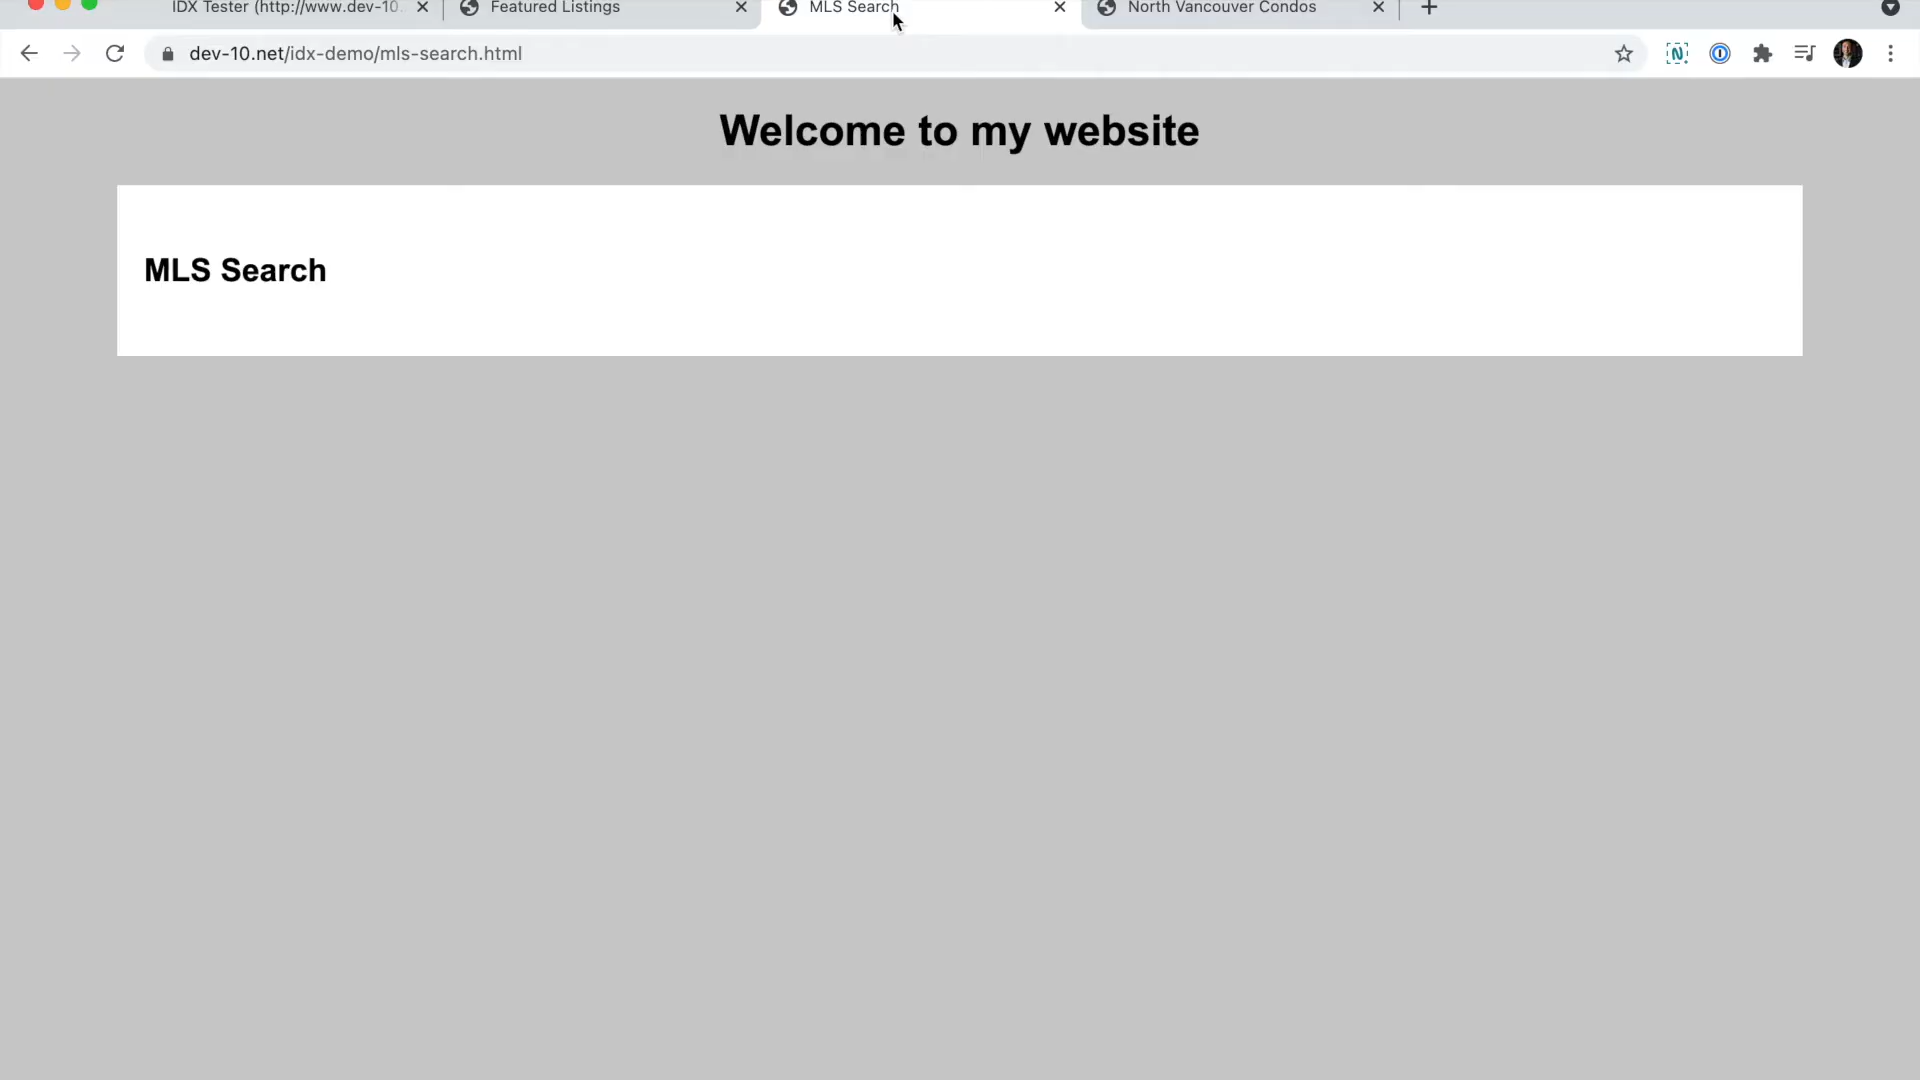 IDX Tester (http://www.dev-10.
Featured Listings
MLS Search
North Vancouver Condos
dev-10.net/idx-demo/mls-search.html
Welcome to my website
MLS Search